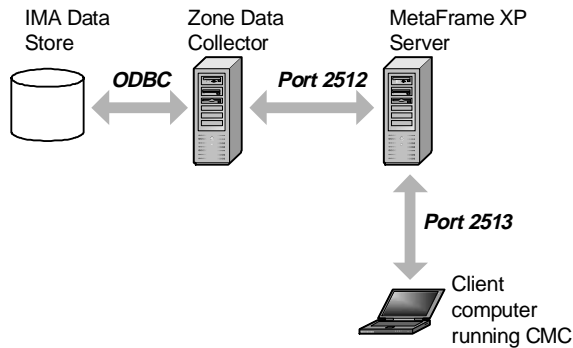 IMA Data
Store
Zone Data
Collector
MetaFrame XP
Server
ODBC
Port 2512
Port 2513
Client
computer
running CMC